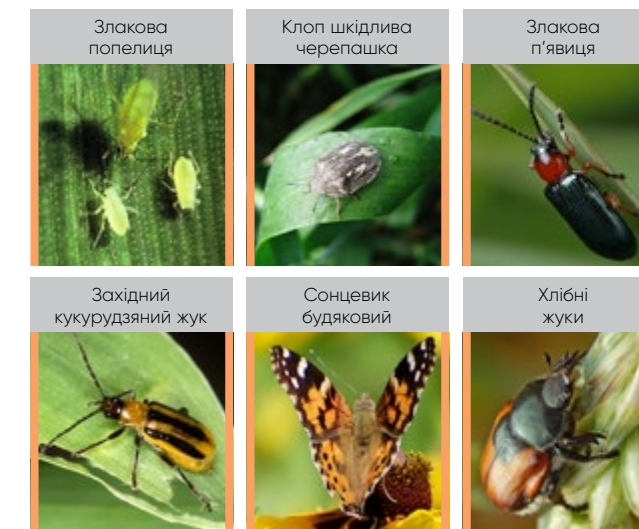 Злакова
попелиця
Клоп шкідлива
черепашка
Злакова
п'явиця
Західний
кукурудзяний жук
Сонцевик
будяковий
Хлібні
жуки